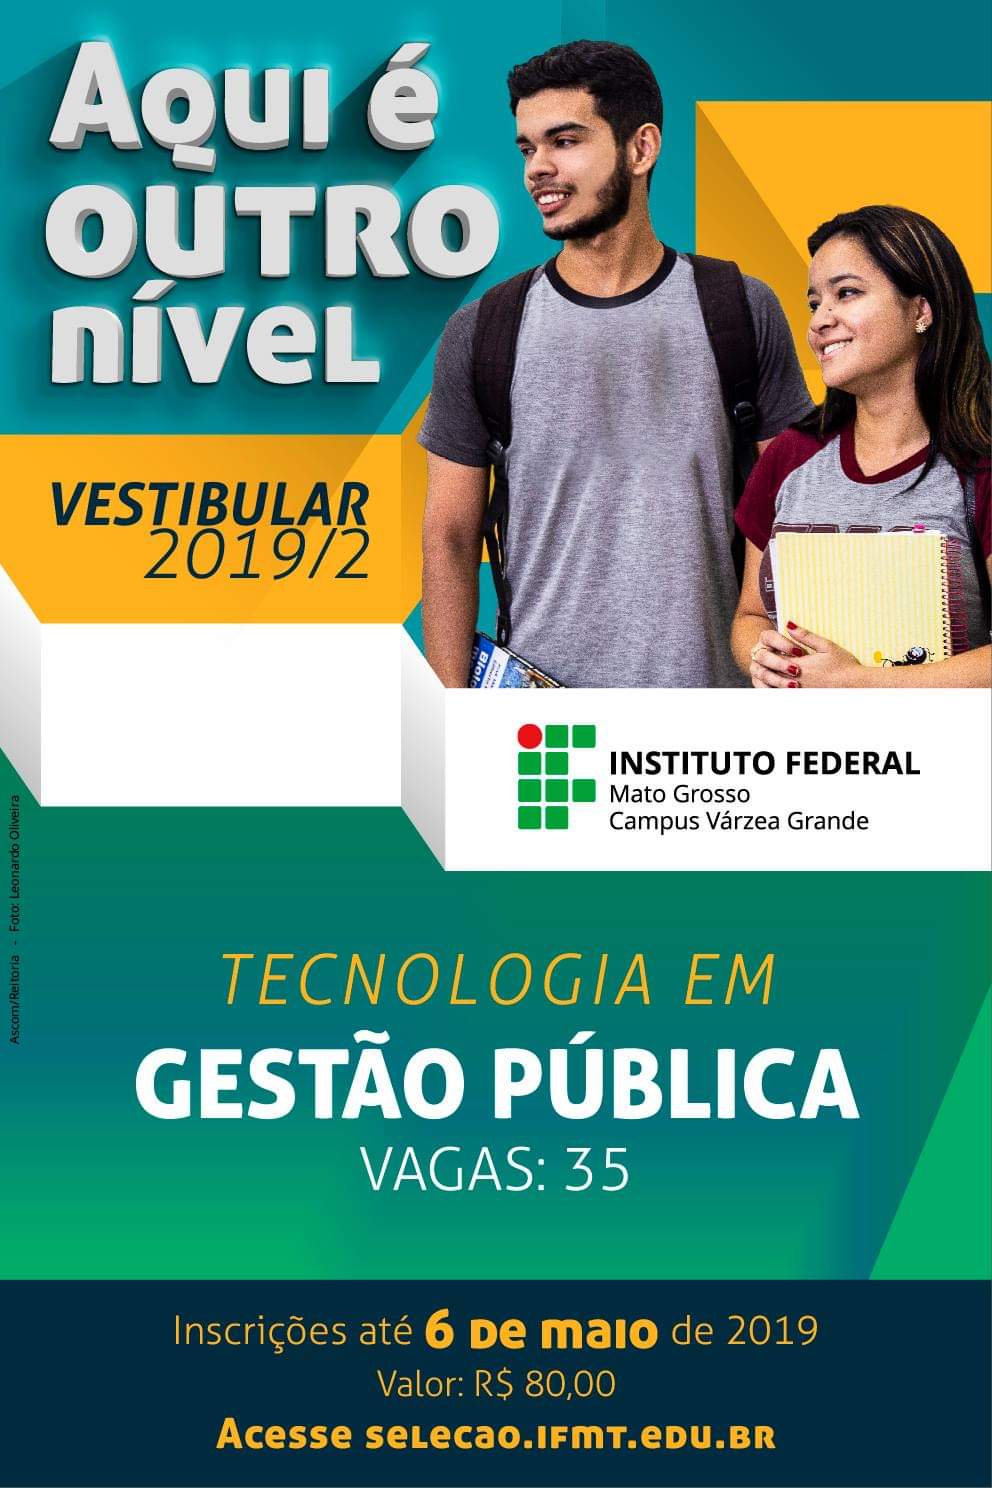 Aqui é
OUTRO
nível
VESTIBULAR
2019/2
INSTITUTO FEDERAL
Mato Grosso
Campus Várzea Grande
Ascom/Reitoria - Foto: Leonardo Oliveira
TECNOLOGIA EM
GESTÃO PÚBLICA
VAGAS: 35
Inscrições até 6 DE MAIO de 2019
Valor: R$ 80,00
Acesse selecao.ifmt.edu.br